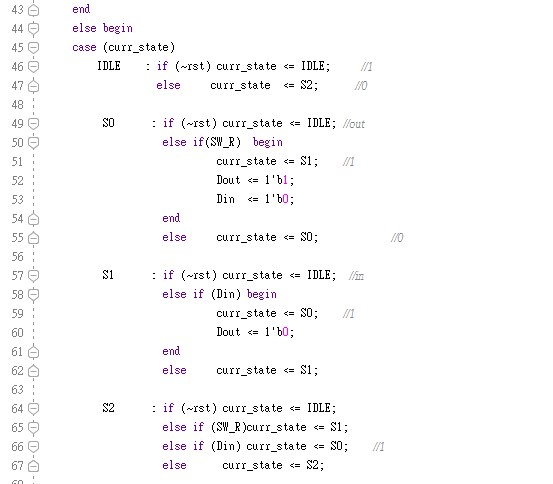 43 end
44 else begin
45 case (curr_state)
46 IDLE : if (~rst) curr_state <= IDLE; //1
47 else curr_state <= S2; //0
48
49 S0 : if (~rst) curr_state <= IDLE; //out
50 else if(SW_R) begin
51 curr_state <= S1; //1
52 Dout <= 1'b1;
53 Din <= 1'b0;
54 end
55 else curr_state <= S0; //0
56
57 S1 : if (~rst) curr_state <= IDLE; //in
58 else if (Din) begin
59 curr_state <= S0; //1
60 Dout <= 1'b0;
61 end
62 else curr_state <= S1;
63
64 S2 : if (~rst) curr_state <= IDLE;
65 else if (SW_R)curr_state <= S1;
66 else if (Din) curr_state <= S0; //1
67 else curr_state <= S2;